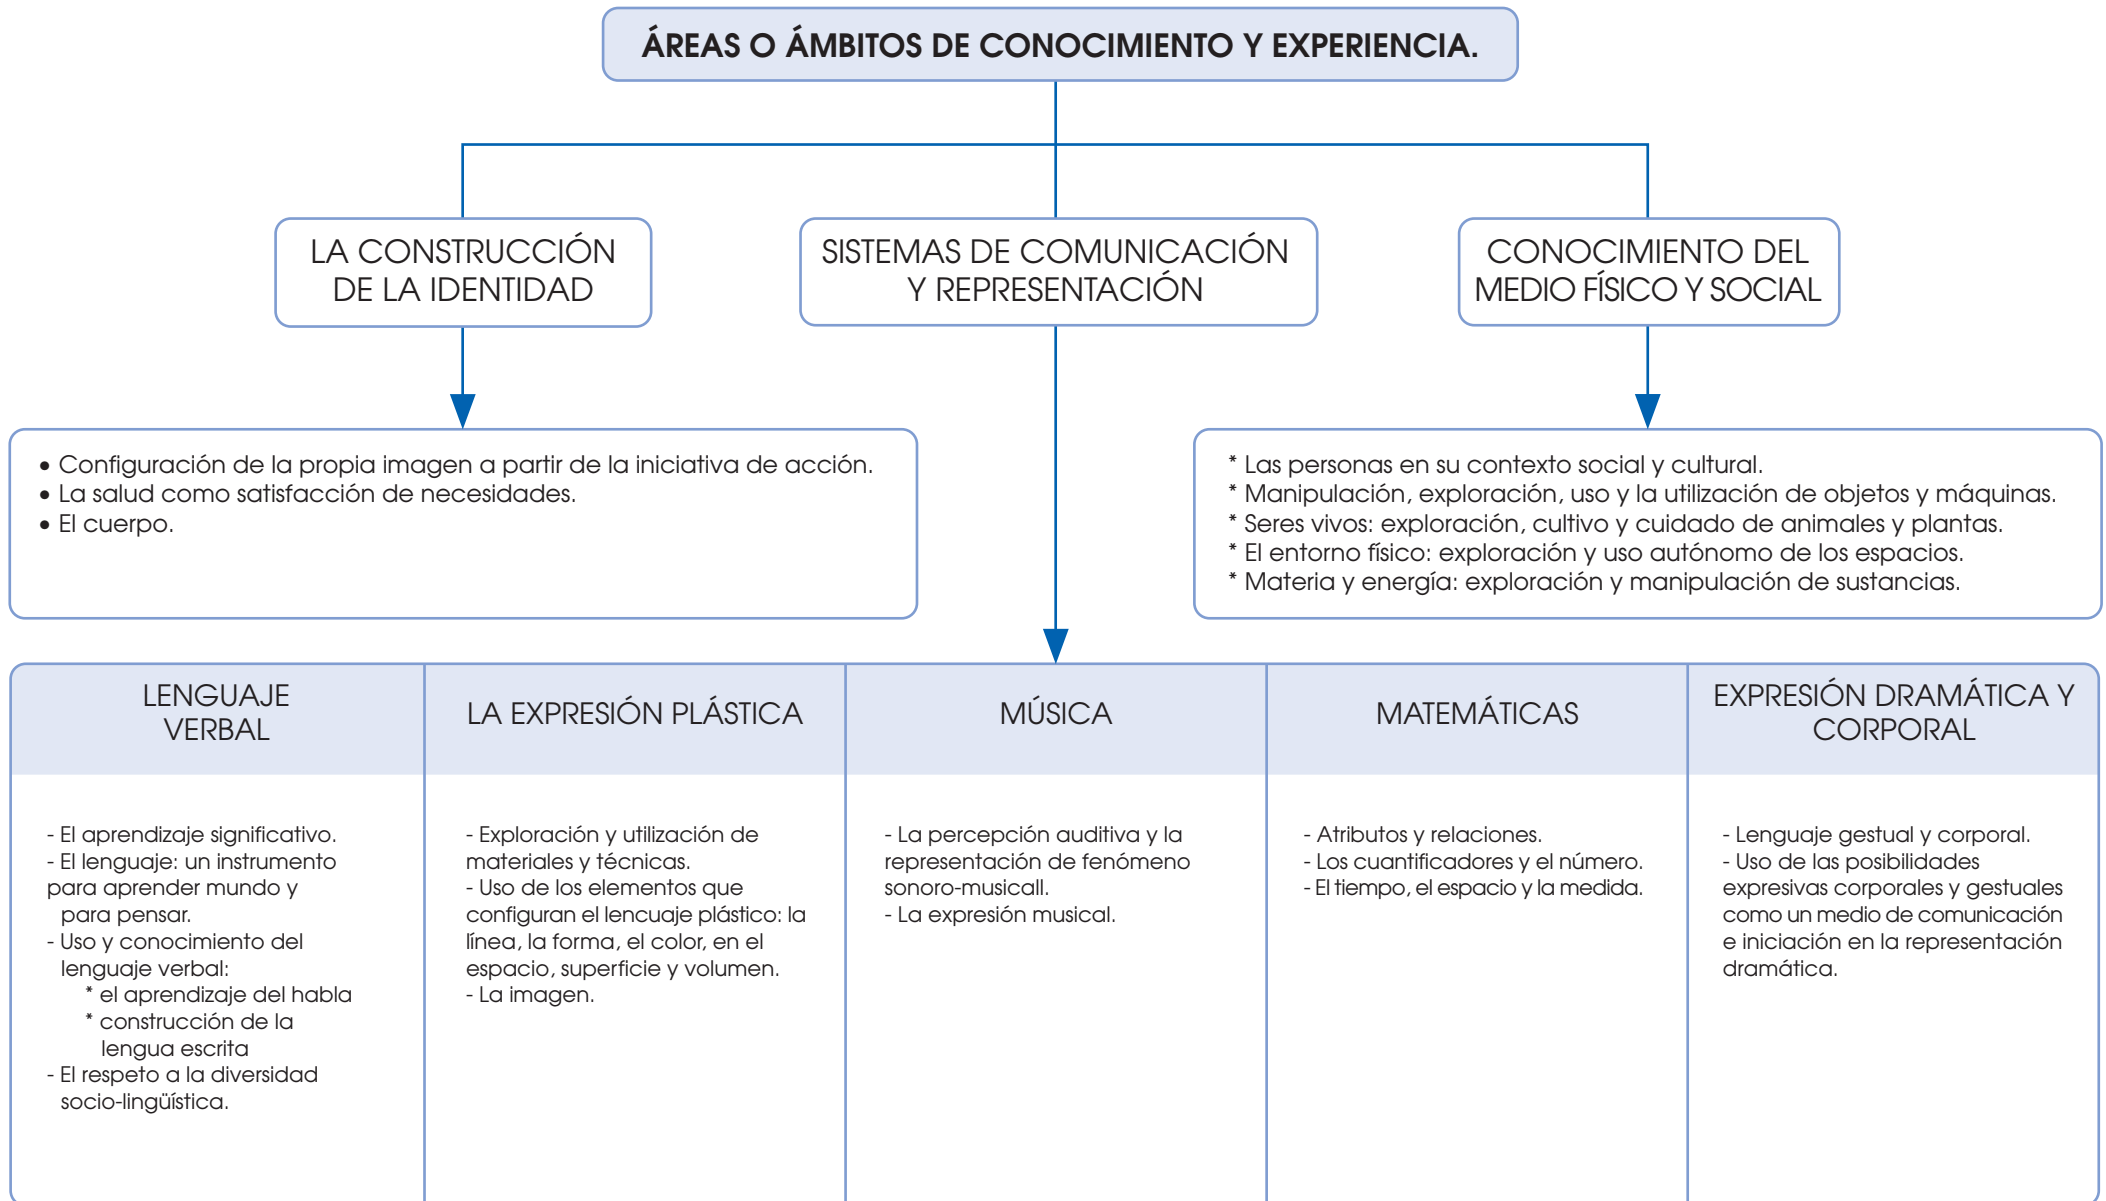 ÁREAS O ÁMBITOS DE CONOCIMIENTO Y EXPERIENCIA.
LA CONSTRUCCIÓN
DE LA IDENTIDAD
SISTEMAS DE COMUNICACIÓN
Y REPRESENTACIÓN
CONOCIMIENTO DEL
MEDIO FÍSICO Y SOCIAL
• Configuración de la propia imagen a partir de la iniciativa de acción.
• La salud como satisfacción de necesidades.
• El cuerpo.
* Las personas en su contexto social y cultural.
* Manipulación, exploración, uso y la utilización de objetos y máquinas.
* Seres vivos: exploración, cultivo y cuidado de animales y plantas.
* El entorno físico: exploración y uso autónomo de los espacios.
* Materia y energía: exploración y manipulación de sustancias.
LENGUAJE
VERBAL
- El aprendizaje significativo.
- El lenguaje: un instrumento
para aprender mundo y
para pensar.
- Uso y conocimiento del
lenguaje verbal:
* el aprendizaje del habla
* construcción de la
lengua escrita
- El respeto a la diversidad
socio-lingüística.
LA EXPRESIÓN PLÁSTICA
- Exploración y utilización de
materiales y técnicas.
- Uso de los elementos que
configuran el lencuaje plástico: la
línea, la forma, el color, en el
espacio, superficie y volumen.
- La imagen.
MÚSICA
- La percepción auditiva y la
representación de fenómeno
sonoro-musicall.
- La expresión musical.
MATEMÁTICAS
- Atributos y relaciones.
- Los cuantificadores y el número.
- El tiempo, el espacio y la medida.
EXPRESIÓN DRAMÁTICA Y
CORPORAL
- Lenguaje gestual y corporal.
- Uso de las posibilidades
expresivas corporales y gestuales
como un medio de comunicación
e iniciación en la representación
dramática.